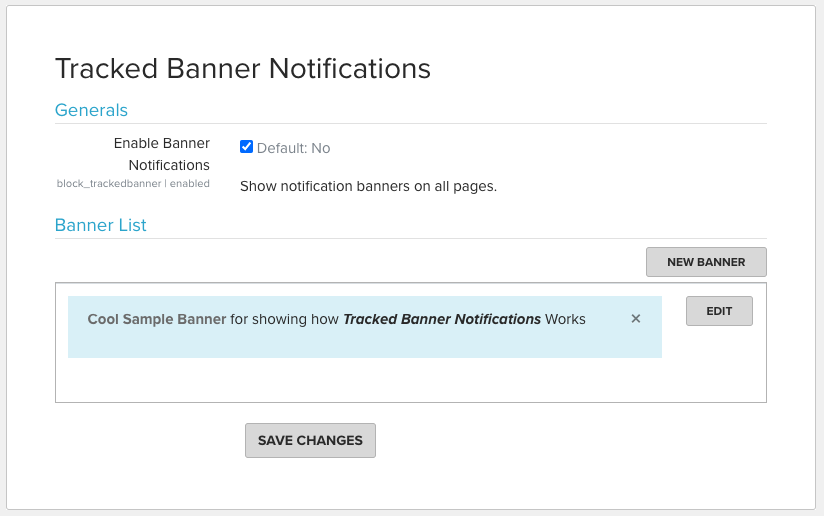 Tracked Banner Notifications
Generals
Enable Banner
Notifications
block_trackedbanner | enabled
Default: No
Show notification banners on all pages.
Banner List
NEW BANNER
Cool Sample Banner for showing how Tracked Banner Notifications Works
×
EDIT
SAVE CHANGES